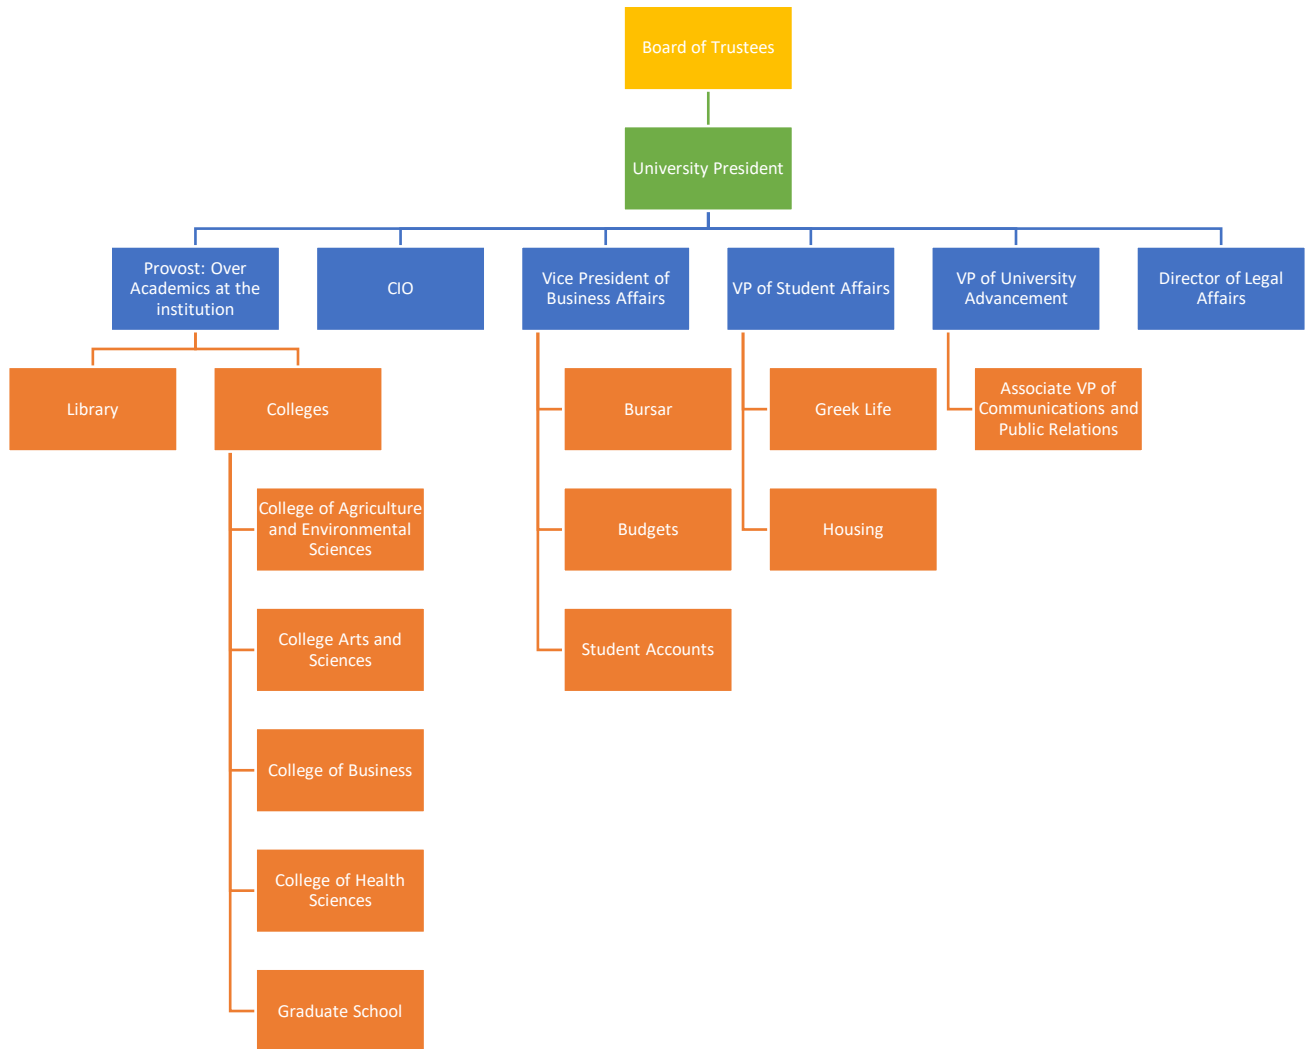 Board of Trustees
University President
Provost: Over
Academics at the
institution
CIO
Vice President of
Business Affairs
VP of Student Affairs
VP of University
Advancement
Director of Legal
Affairs
Library
Colleges
Bursar
Greek Life
Associate VP of
Communications and
Public Relations
College of Agriculture
and Environmental
Sciences
Budgets
Housing
College Arts and
Sciences
Student Accounts
College of Business
College of Health
Sciences
Graduate School